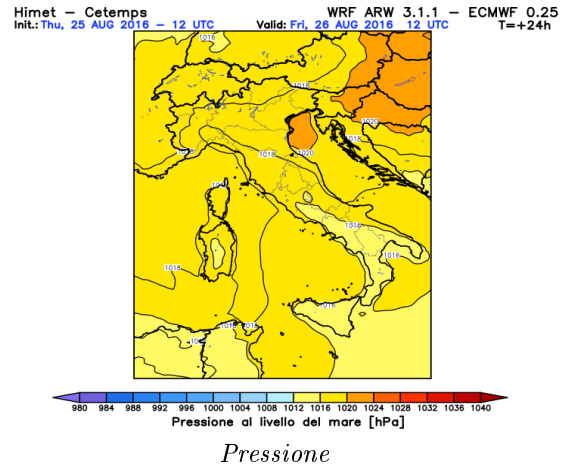 Himet – Cetemps WRF ARW 3.1.1 – ECMWF 0.25
Init.: Thu, 25 AUG 2016 – 12 UTC Valid: Fri, 26 AUG 2016 12 UTC T=+24h
1016
1018
1020
1018
1018
1020
1018
1016
1016
1018
1016
1016
1018
980 984 988 992 996 1000 1004 1008 1012 1016 1020 1024 1028 1032 1036 1040
Pressione al livello del mare [hPa]
Pressione